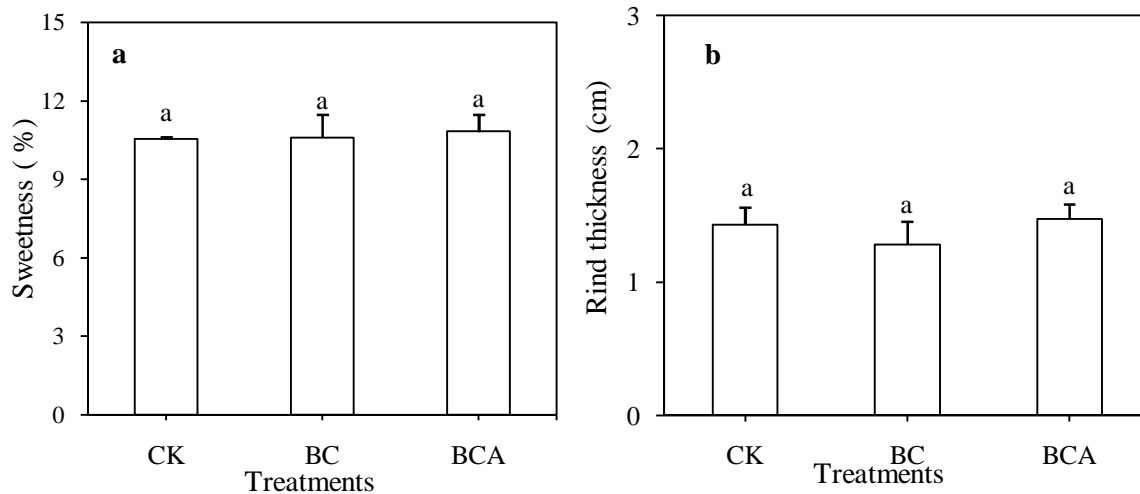 a
Sweetness ( %)
15
12
9
6
3
0
a
a
a
CK
BC
BCA
Treatments
b
Rind thickness (cm)
3
2
1
0
a
a
a
CK
BC
BCA
Treatments